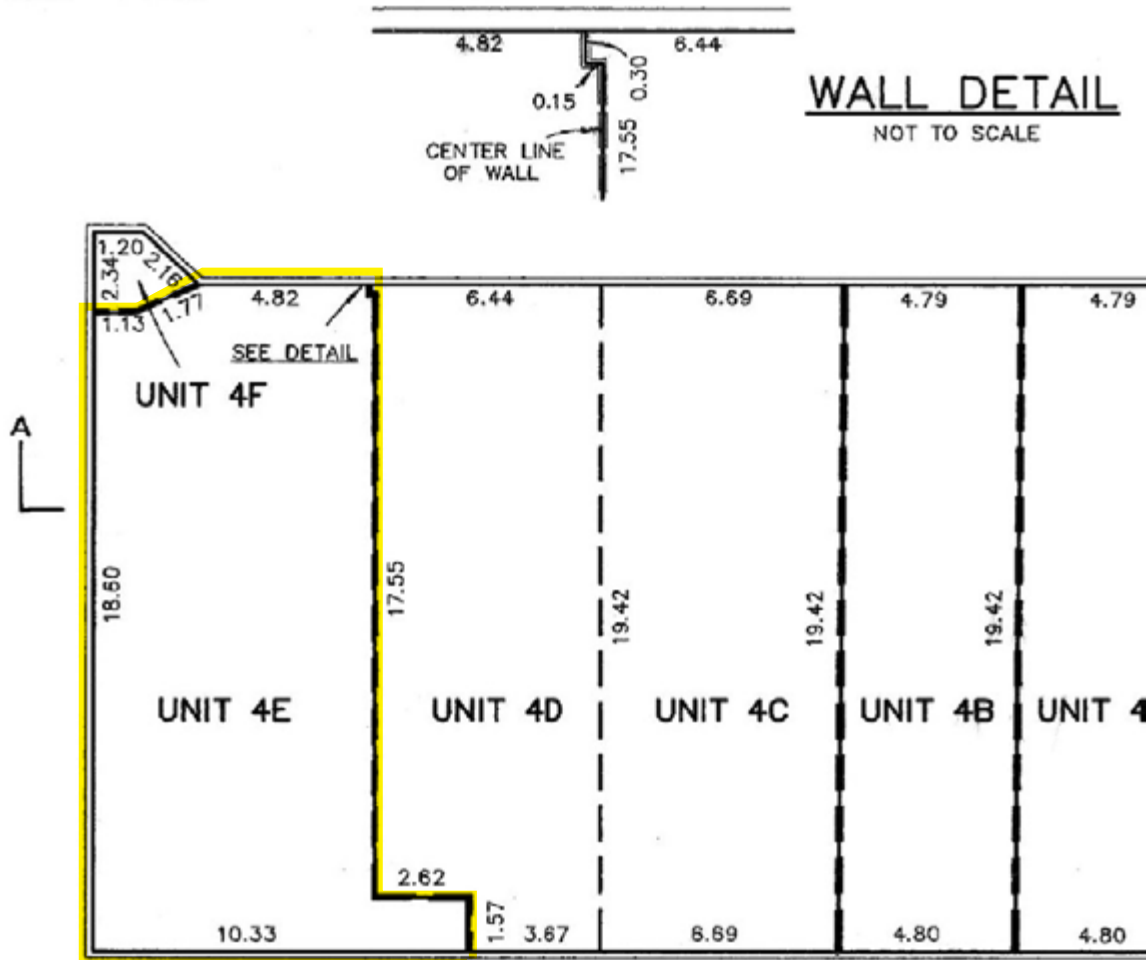 4.82
6.44
0.30
0.15
CENTER LINE
OF WALL
17.55
WALL DETAIL
NOT TO SCALE
1.20
2.16
2.34
1.77
1.13
4.82
6.44
6.69
4.79
4.79
SEE DETAIL
UNIT 4F
A
18.60
17.55
19.42
19.42
19.42
UNIT 4E
UNIT 4D
UNIT 4C
UNIT 4B
UNIT 4
2.62
1.57
10.33
3.67
6.69
4.80
4.80